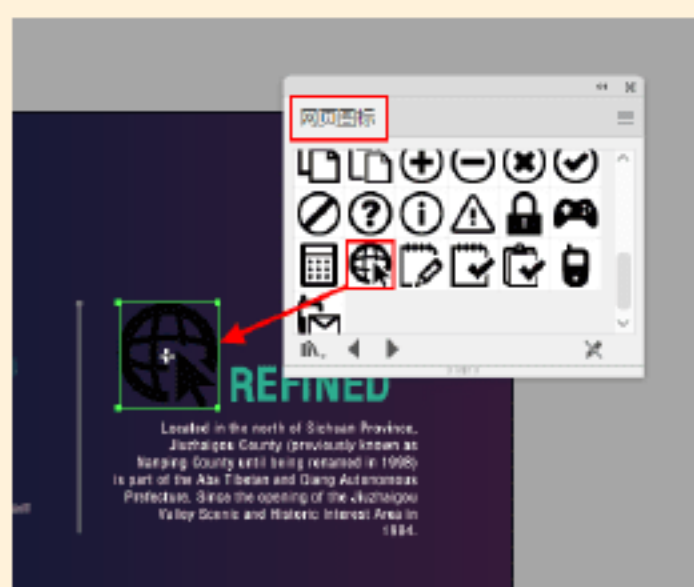 网页图标
REFINED
Located in the north of Sichuan Province,
Jiuzhaigou County (previously known as
Nanping County until being renamed in 1998)
is part of the Aba Tibetan and Qiang Autonomous
Prefecture. Since the opening of the Jiuzhaigou
Valley Scenic and Historic Interest Area in
1984.